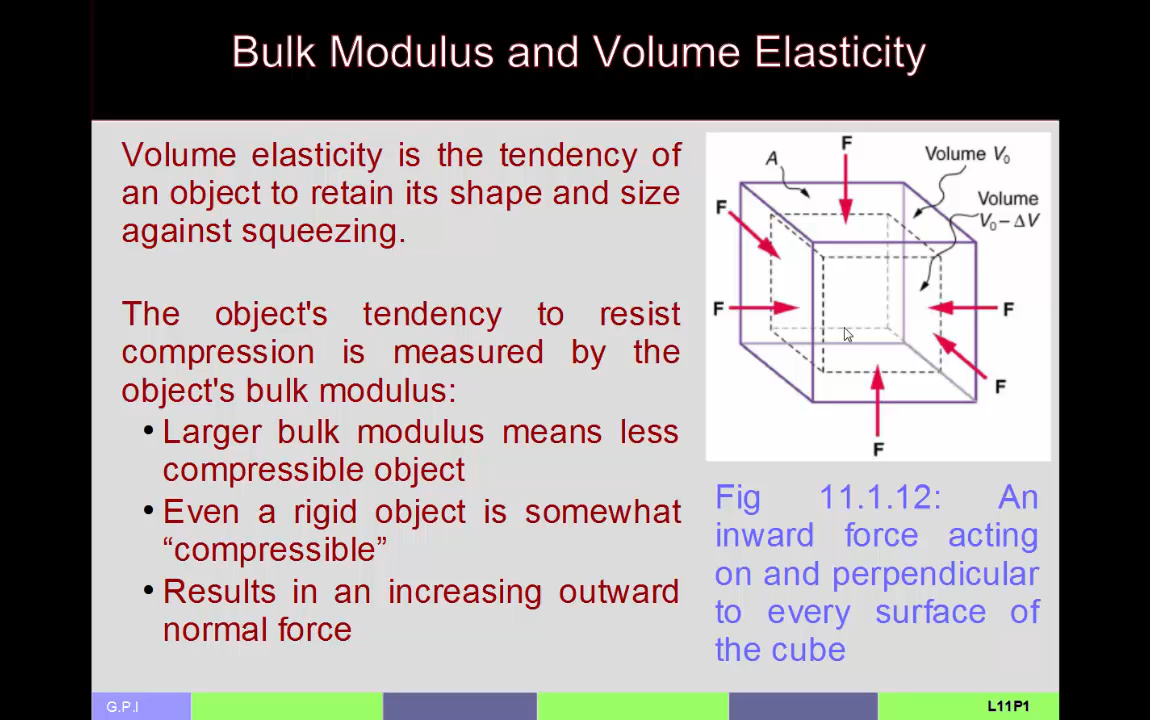 Bulk Modulus and Volume Elasticity
Volume elasticity is the tendency of
an object to retain its shape and size
against squeezing.
The object's tendency to resist
compression is measured by the
object's bulk modulus:
• Larger bulk modulus means less
compressible object
• Even a rigid object is somewhat
“compressible”
• Results in an increasing outward
normal force
F
A
Volume V₀
F
Volume
V₀ – ΔV
F
F
F
F
Fig 11.1.12: An
inward force acting
on and perpendicular
to every surface of
the cube
G.P.I
L11P1